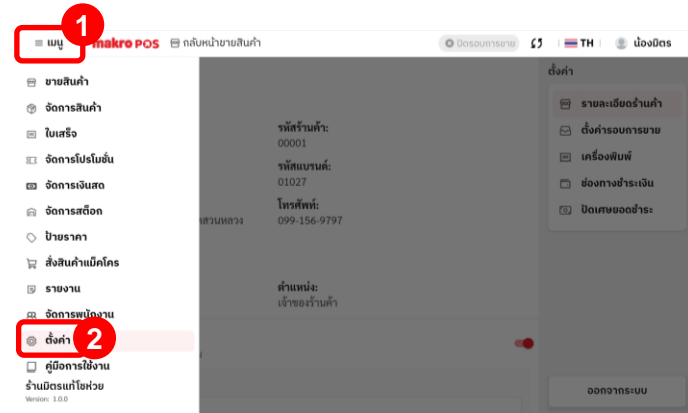 1
เมนู makro POS กลับหน้าขายสินค้า ปิดรอบการขาย TH น้องมิตร
ตั้งค่า
ขายสินค้า
จัดการสินค้า
ใบเสร็จ
จัดการโปรโมชั่น
จัดการเงินสด
จัดการสต็อก
ป้ายราคา
สั่งสินค้าแม็คโคร
รายงาน
จัดการพนักงาน
ตั้งค่า 2
คู่มือการใช้งาน
ร้านมิตรแท้โชห่วย
Version: 1.0.0
รหัสร้านค้า:
00001
รหัสแบรนด์:
01027
โทรศัพท์:
สวนหลวง 099-156-9797
ตำแหน่ง:
เจ้าของร้านค้า
รายละเอียดร้านค้า
ตั้งค่ารอบการขาย
เครื่องพิมพ์
ช่องทางชำระเงิน
ปัดเศษยอดชำระ
ออกจากระบบ